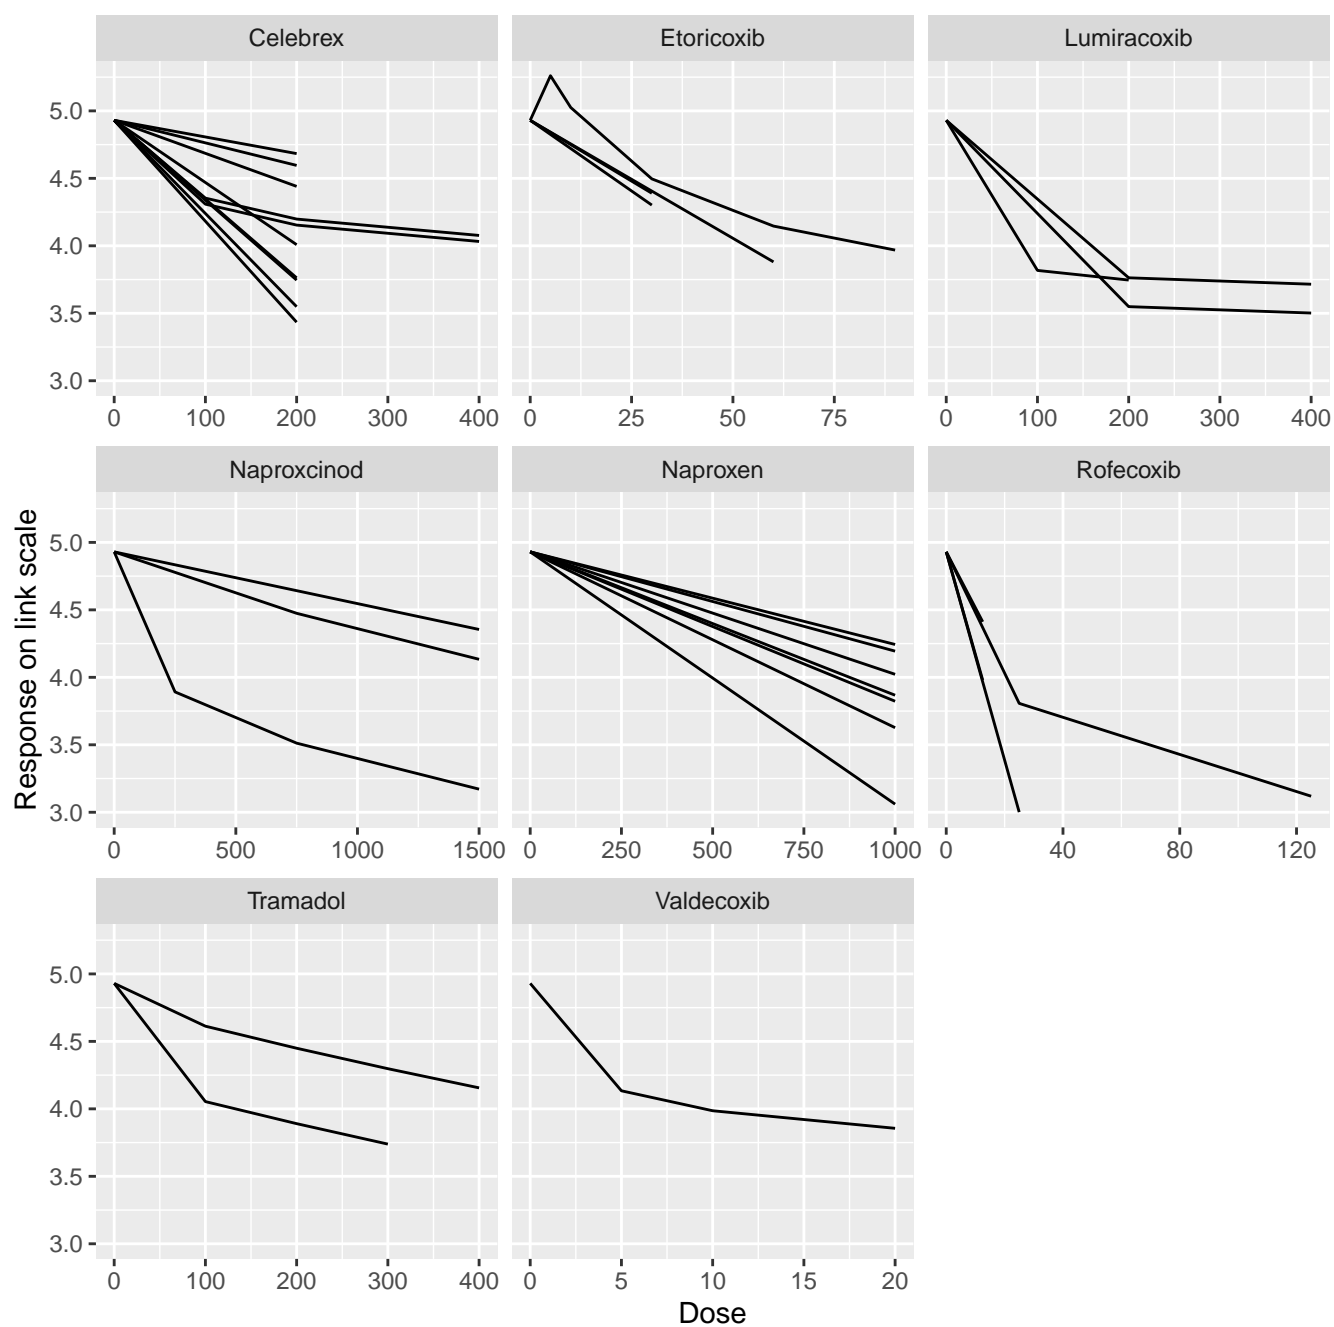 Celebrex
Etoricoxib
Lumiracoxib
5.0
4.5
4.0
3.5
3.0
0 100 200 300 400
0 25 50 75
0 100 200 300 400
Naproxcinod
Naproxen
Rofecoxib
Response on link scale
5.0
4.5
4.0
3.5
3.0
0 500 1000 1500
0 250 500 750 1000
0 40 80 120
Tramadol
Valdecoxib
5.0
4.5
4.0
3.5
3.0
0 100 200 300 400
0 5 10 15 20
Dose